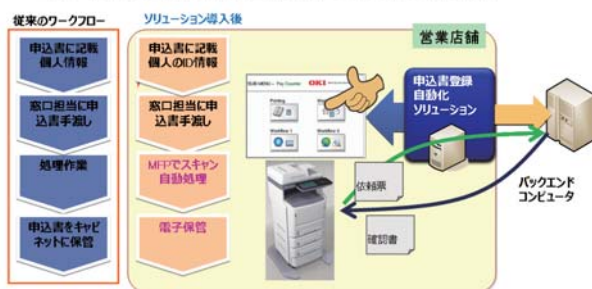 従来のワークフロー
ソリューション導入後
営業店舗
申込書に記載
個人情報
窓口担当に申
込書手渡し
処理作業
申込書をキャビ
ネットに保管
申込書に記載
個人のID情報
窓口担当に申
込書手渡し
MFPでスキャン
自動処理
電子保管
OKI
Printing
Workflow 1
Workflow 2
申込書登録
自動化
ソリューション
依頼票
確認書
バックエンド
コンピュータ